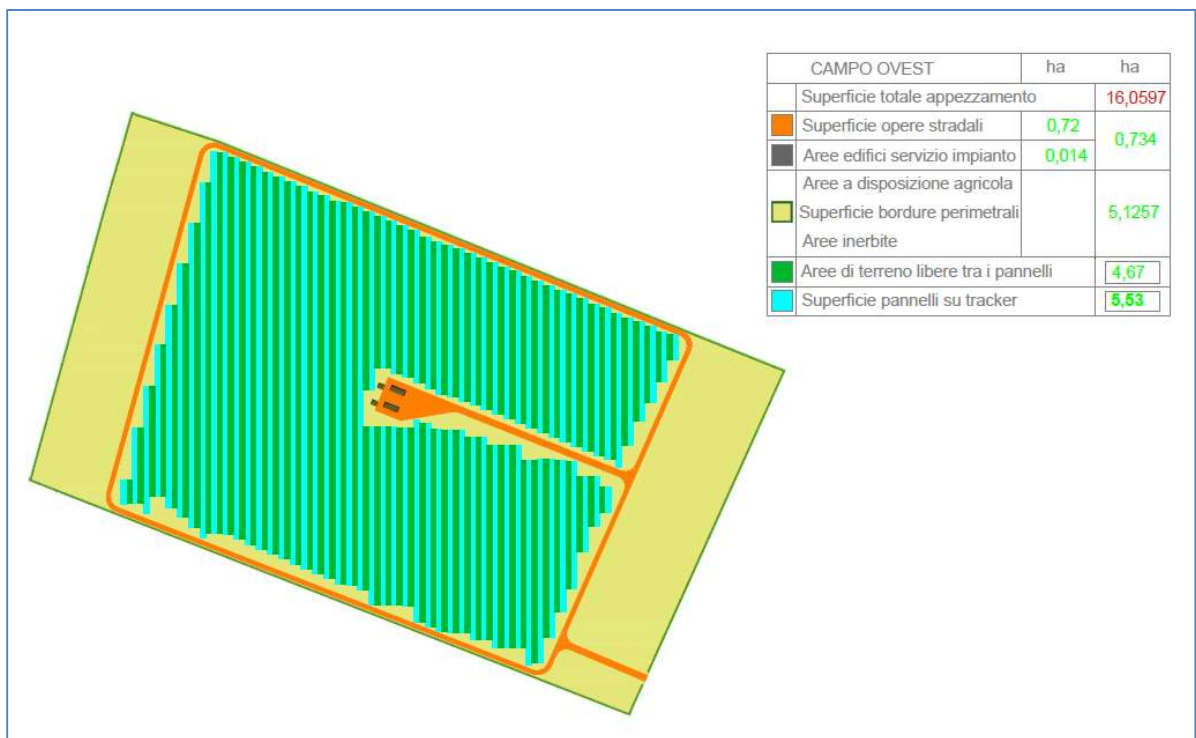 CAMPO OVEST ha ha
Superficie totale appezzamento 16,0597
Superficie opere stradali 0,72
0,734
Aree edifici servizio impianto 0,014
Aree a disposizione agricola
Superficie bordure perimetrali 5,1257
Aree inerbite
Aree di terreno libere tra i pannelli 4,67
Superficie pannelli su tracker 5,53